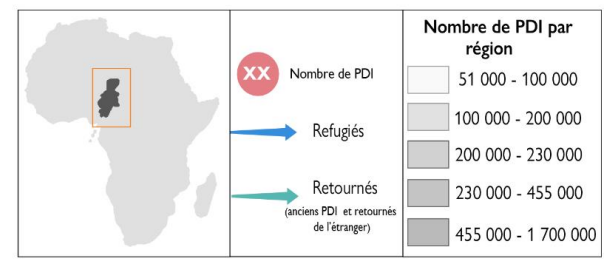 XX
Nombre de PDI
Refugiés
Retournés
(anciens PDI et retournés
de l'étranger)
Nombre de PDI par
région
51 000 - 100 000
100 000 - 200 000
200 000 - 230 000
230 000 - 455 000
455 000 - 1 700 000